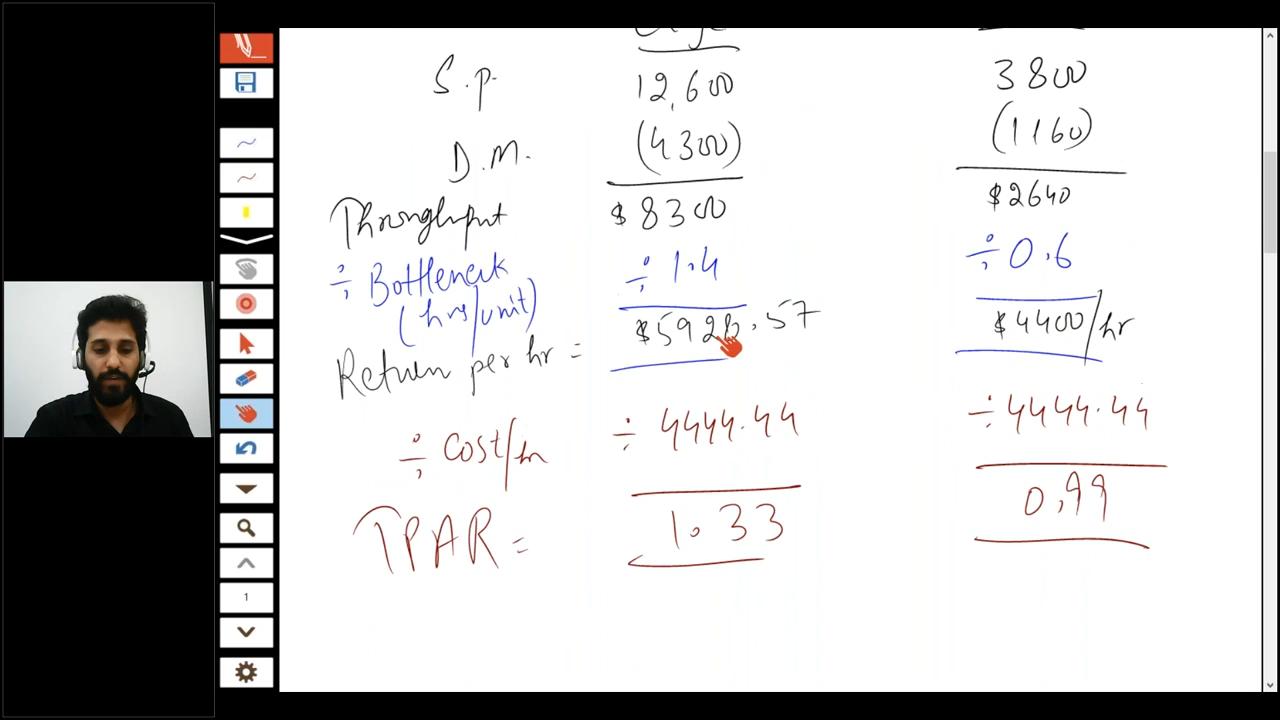 S.p. 12,600 3800
D.M. (4300) (1160)
Throughput $8300 $2640
÷ Bottleneck ÷ 1.4 ÷ 0.6
(hrs/unit)
Return per hr = $5928.57 $4400/hr
÷ cost/hr ÷ 4444.44 ÷ 4444.44
TPAR = 1.33 0.99
1